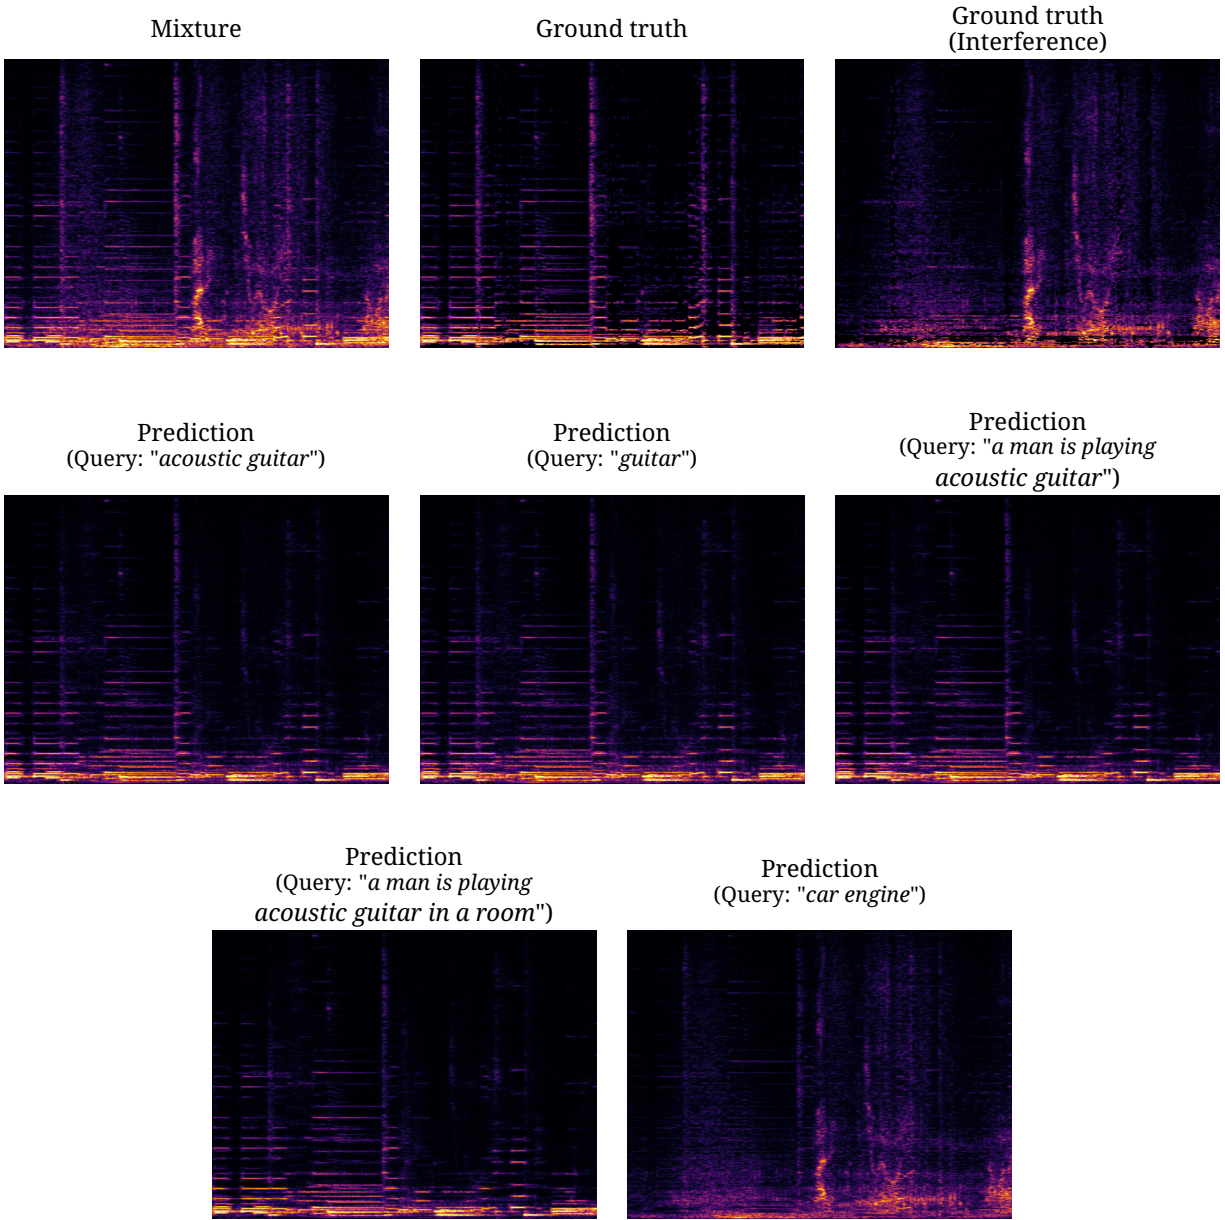 Mixture
Ground truth
Ground truth
(Interference)
Prediction
(Query: "acoustic guitar")
Prediction
(Query: "guitar")
Prediction
(Query: "a man is playing
acoustic guitar")
Prediction
(Query: "a man is playing
acoustic guitar in a room")
Prediction
(Query: "car engine")